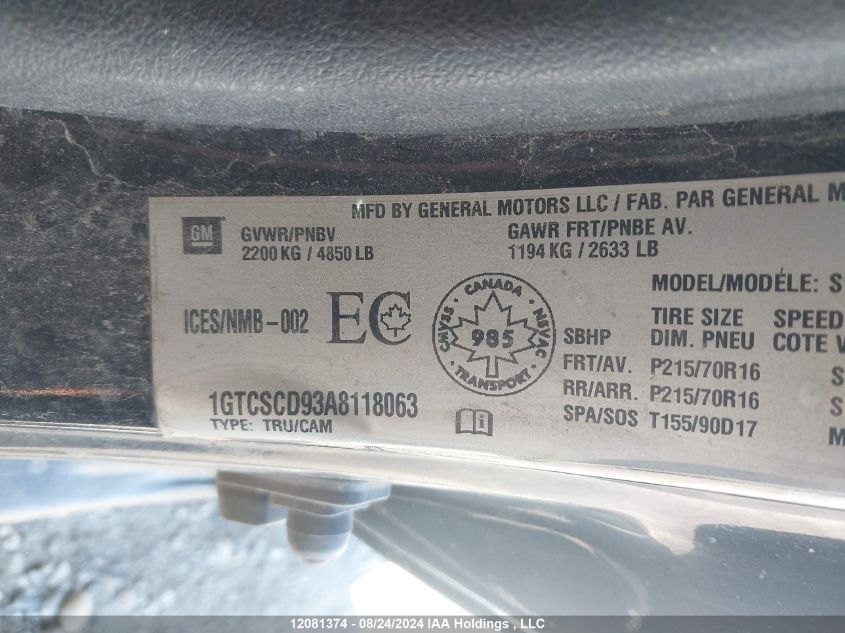 MFD BY GENERAL MOTORS LLC / FAB. PAR GENERAL M
GM
GVWR/PNBV
2200 KG / 4850 LB
GAWR FRT/PNBE AV.
1194 KG / 2633 LB
MODEL/MODÈLE: S
ICES/NMB-002
EC
CANADA
CMVSS
985
NSVAC
TRANSPORT
TIRE SIZE SPEED
SBHP DIM. PNEU COTE V
FRT/AV. P215/70R16 S
RR/ARR. P215/70R16 S
SPA/SOS T155/90D17 M
1GTCSCD93A8118063
TYPE: TRU/CAM
i
12081374 - 08/24/2024 IAA Holdings , LLC